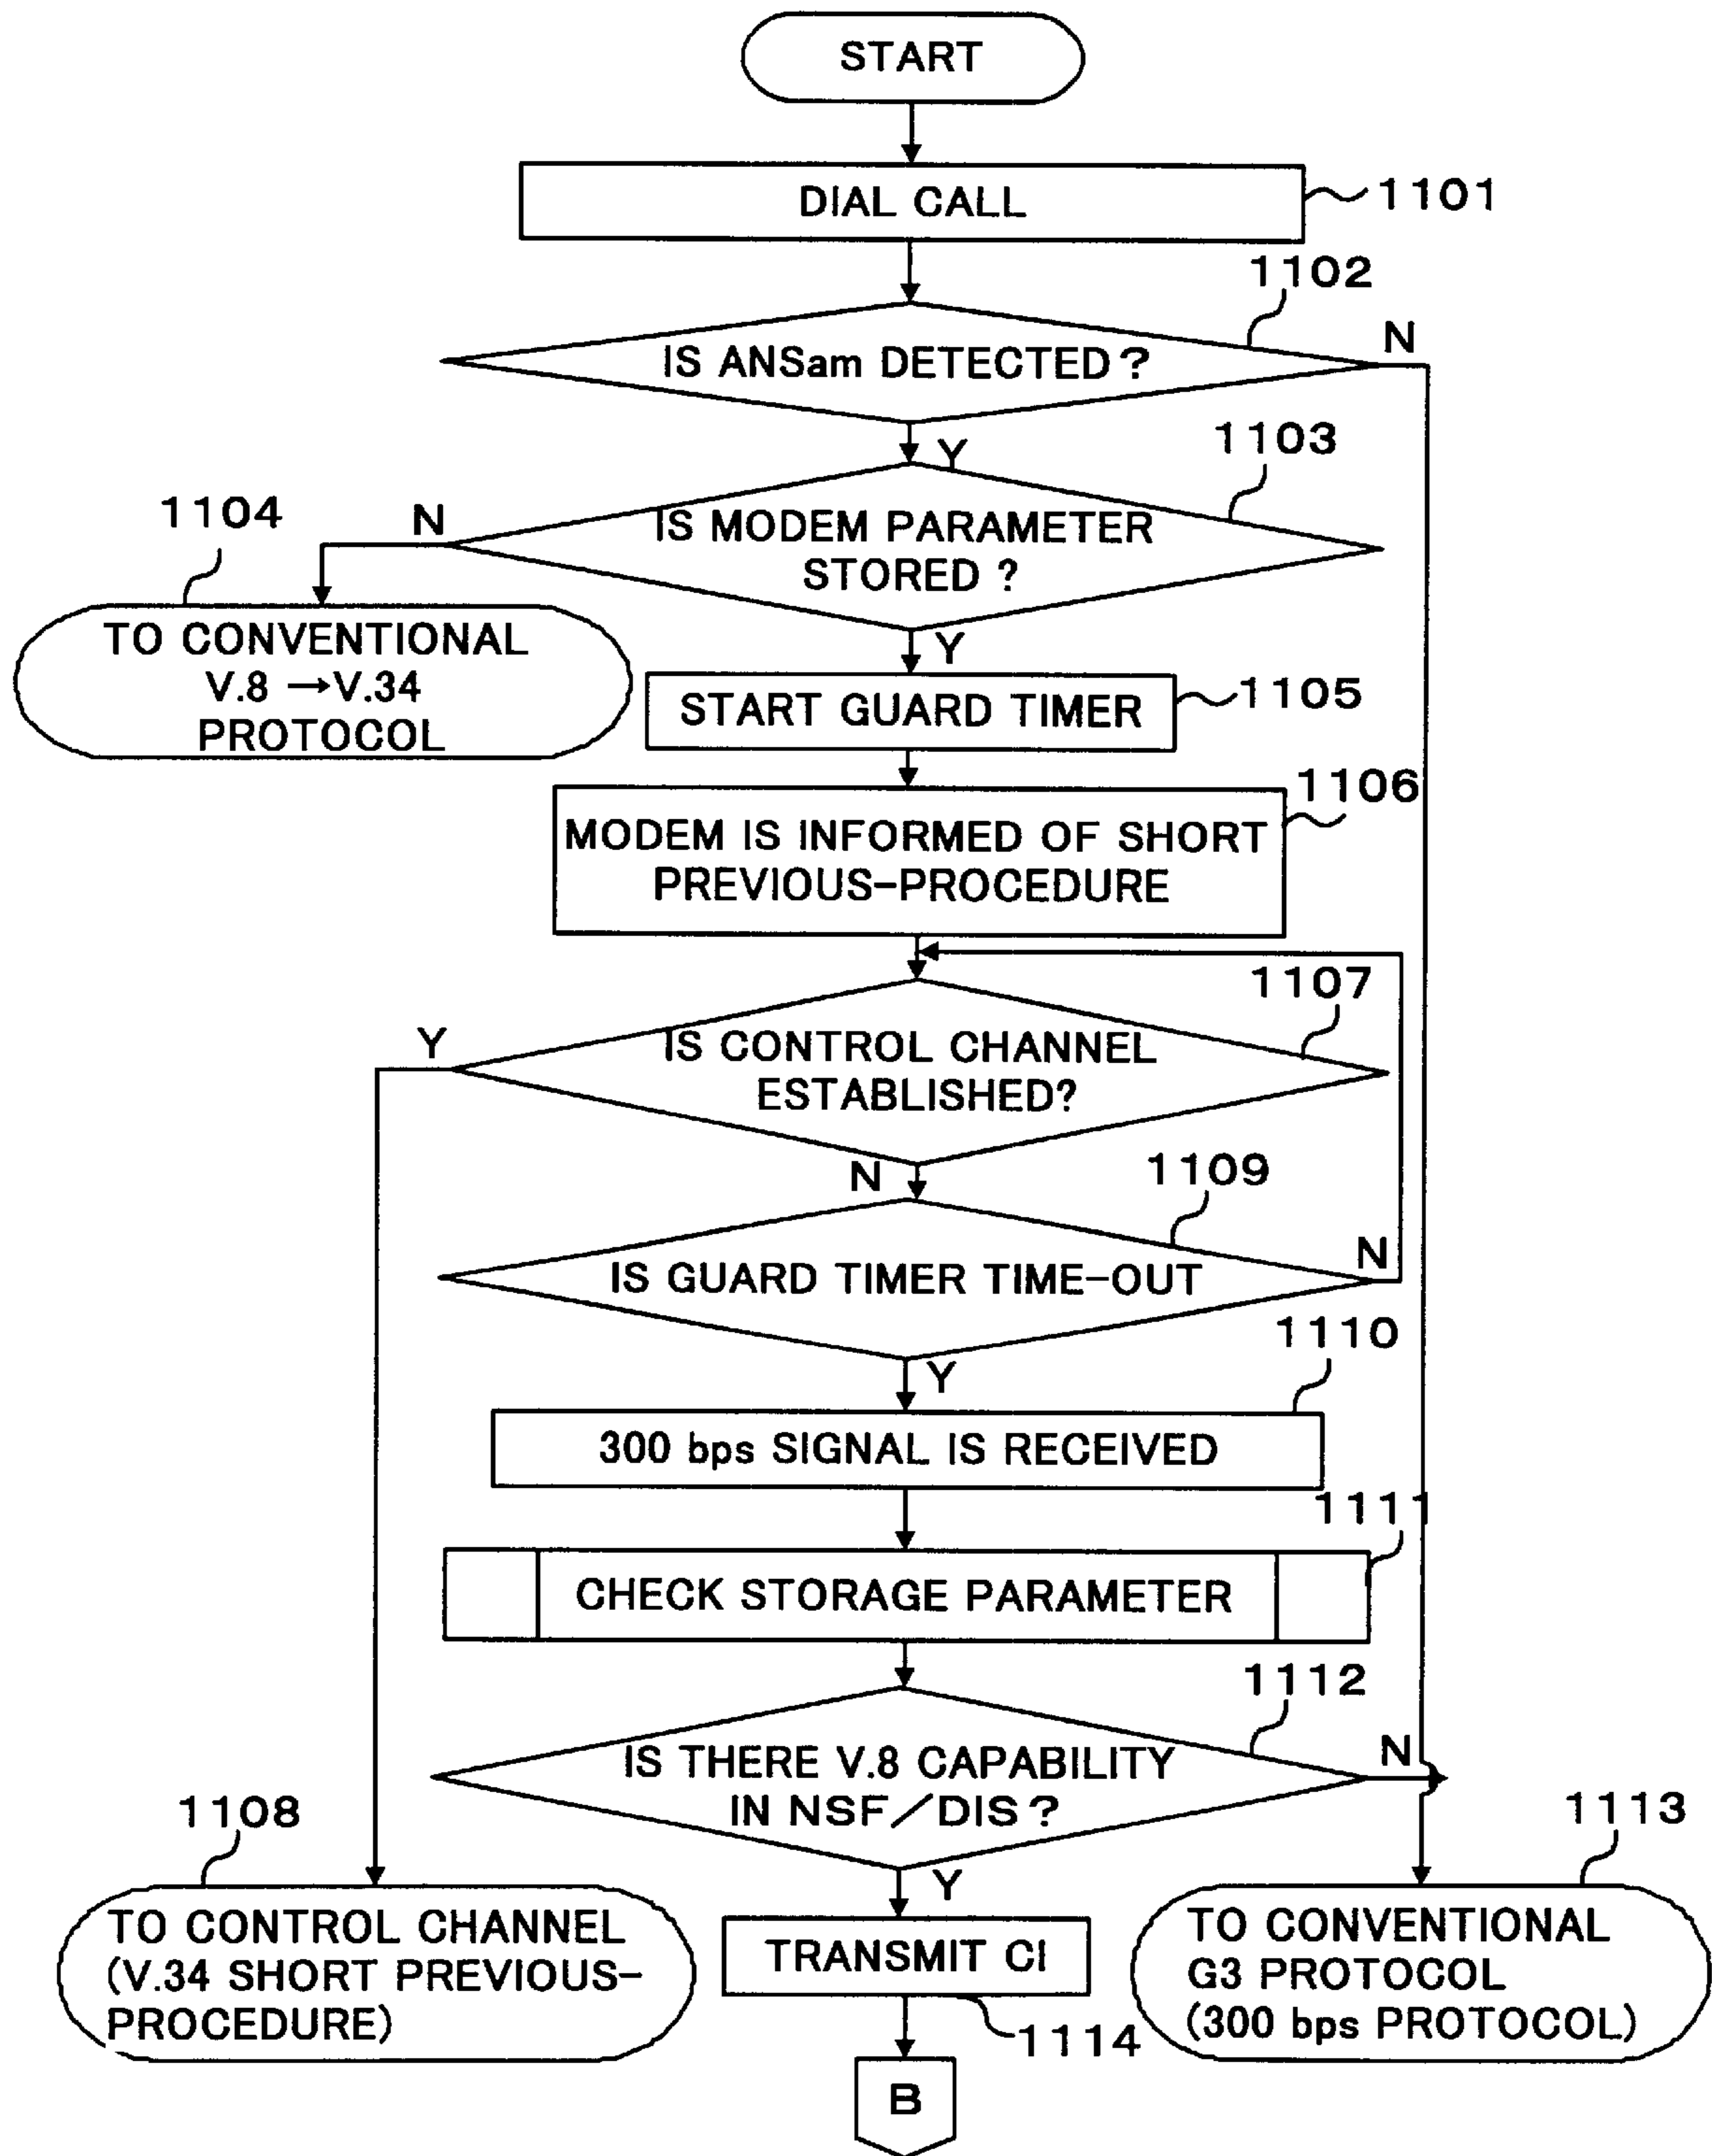 START
DIAL CALL
1101
1102
IS ANSam DETECTED ?
N
Y
1103
IS MODEM PARAMETER
STORED ?
N
1104
TO CONVENTIONAL
V.8 →V.34
PROTOCOL
Y
START GUARD TIMER
1105
1106
MODEM IS INFORMED OF SHORT
PREVIOUS-PROCEDURE
1107
Y
IS CONTROL CHANNEL
ESTABLISHED?
N
1109
IS GUARD TIMER TIME-OUT
N
Y
1110
300 bps SIGNAL IS RECEIVED
1111
CHECK STORAGE PARAMETER
1112
IS THERE V.8 CAPABILITY
IN NSF/DIS ?
N
Y
1108
TO CONTROL CHANNEL
(V.34 SHORT PREVIOUS-
PROCEDURE)
TRANSMIT CI
1114
1113
TO CONVENTIONAL
G3 PROTOCOL
(300 bps PROTOCOL)
B